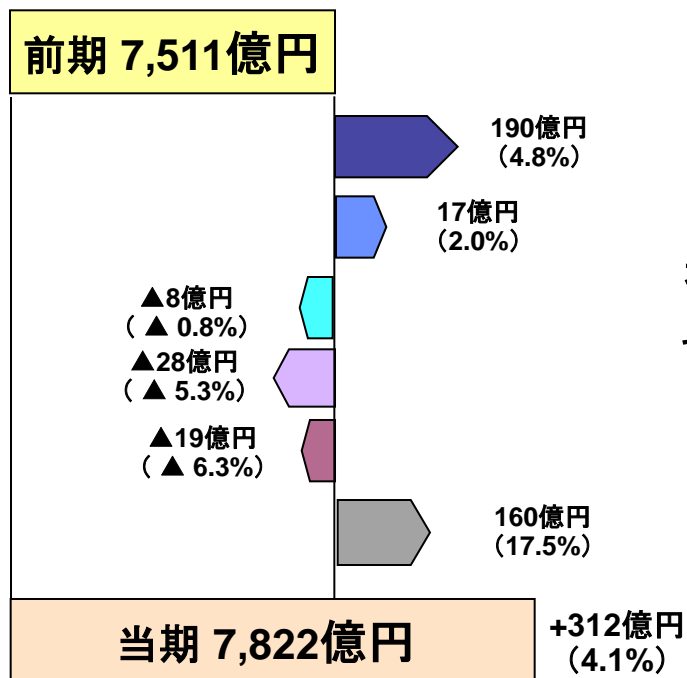 前期 7,511億円
190億円
（4.8%）
17億円
（2.0%）
▲8億円
（ ▲ 0.8%）
▲28億円
（ ▲ 5.3%）
▲19億円
（ ▲ 6.3%）
160億円
（17.5%）
当期 7,822億円
+312億円
（4.1%）